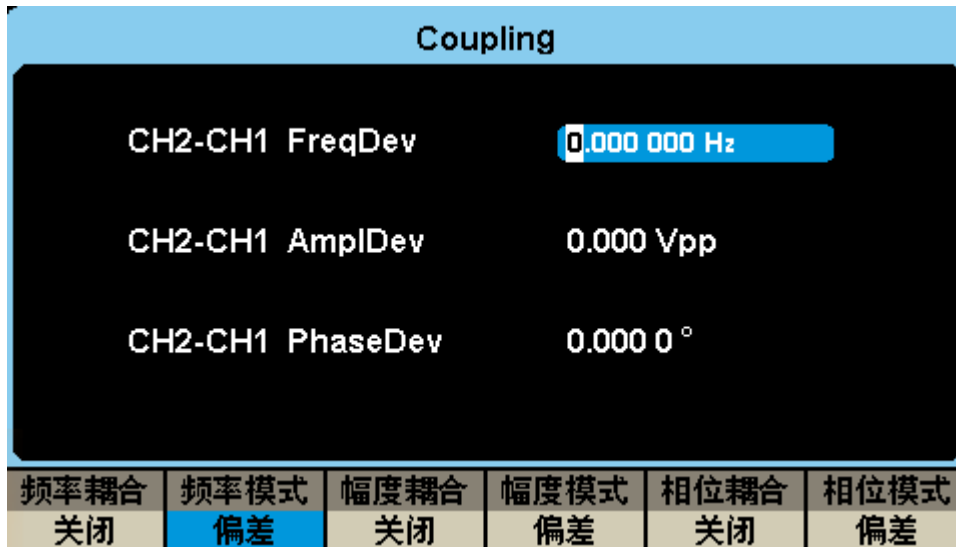 Coupling
CH2-CH1 FreqDev 0.000 000 Hz
CH2-CH1 AmplDev 0.000 Vpp
CH2-CH1 PhaseDev 0.000 0 °
频率耦合 频率模式 幅度耦合 幅度模式 相位耦合 相位模式
关闭 偏差 关闭 偏差 关闭 偏差